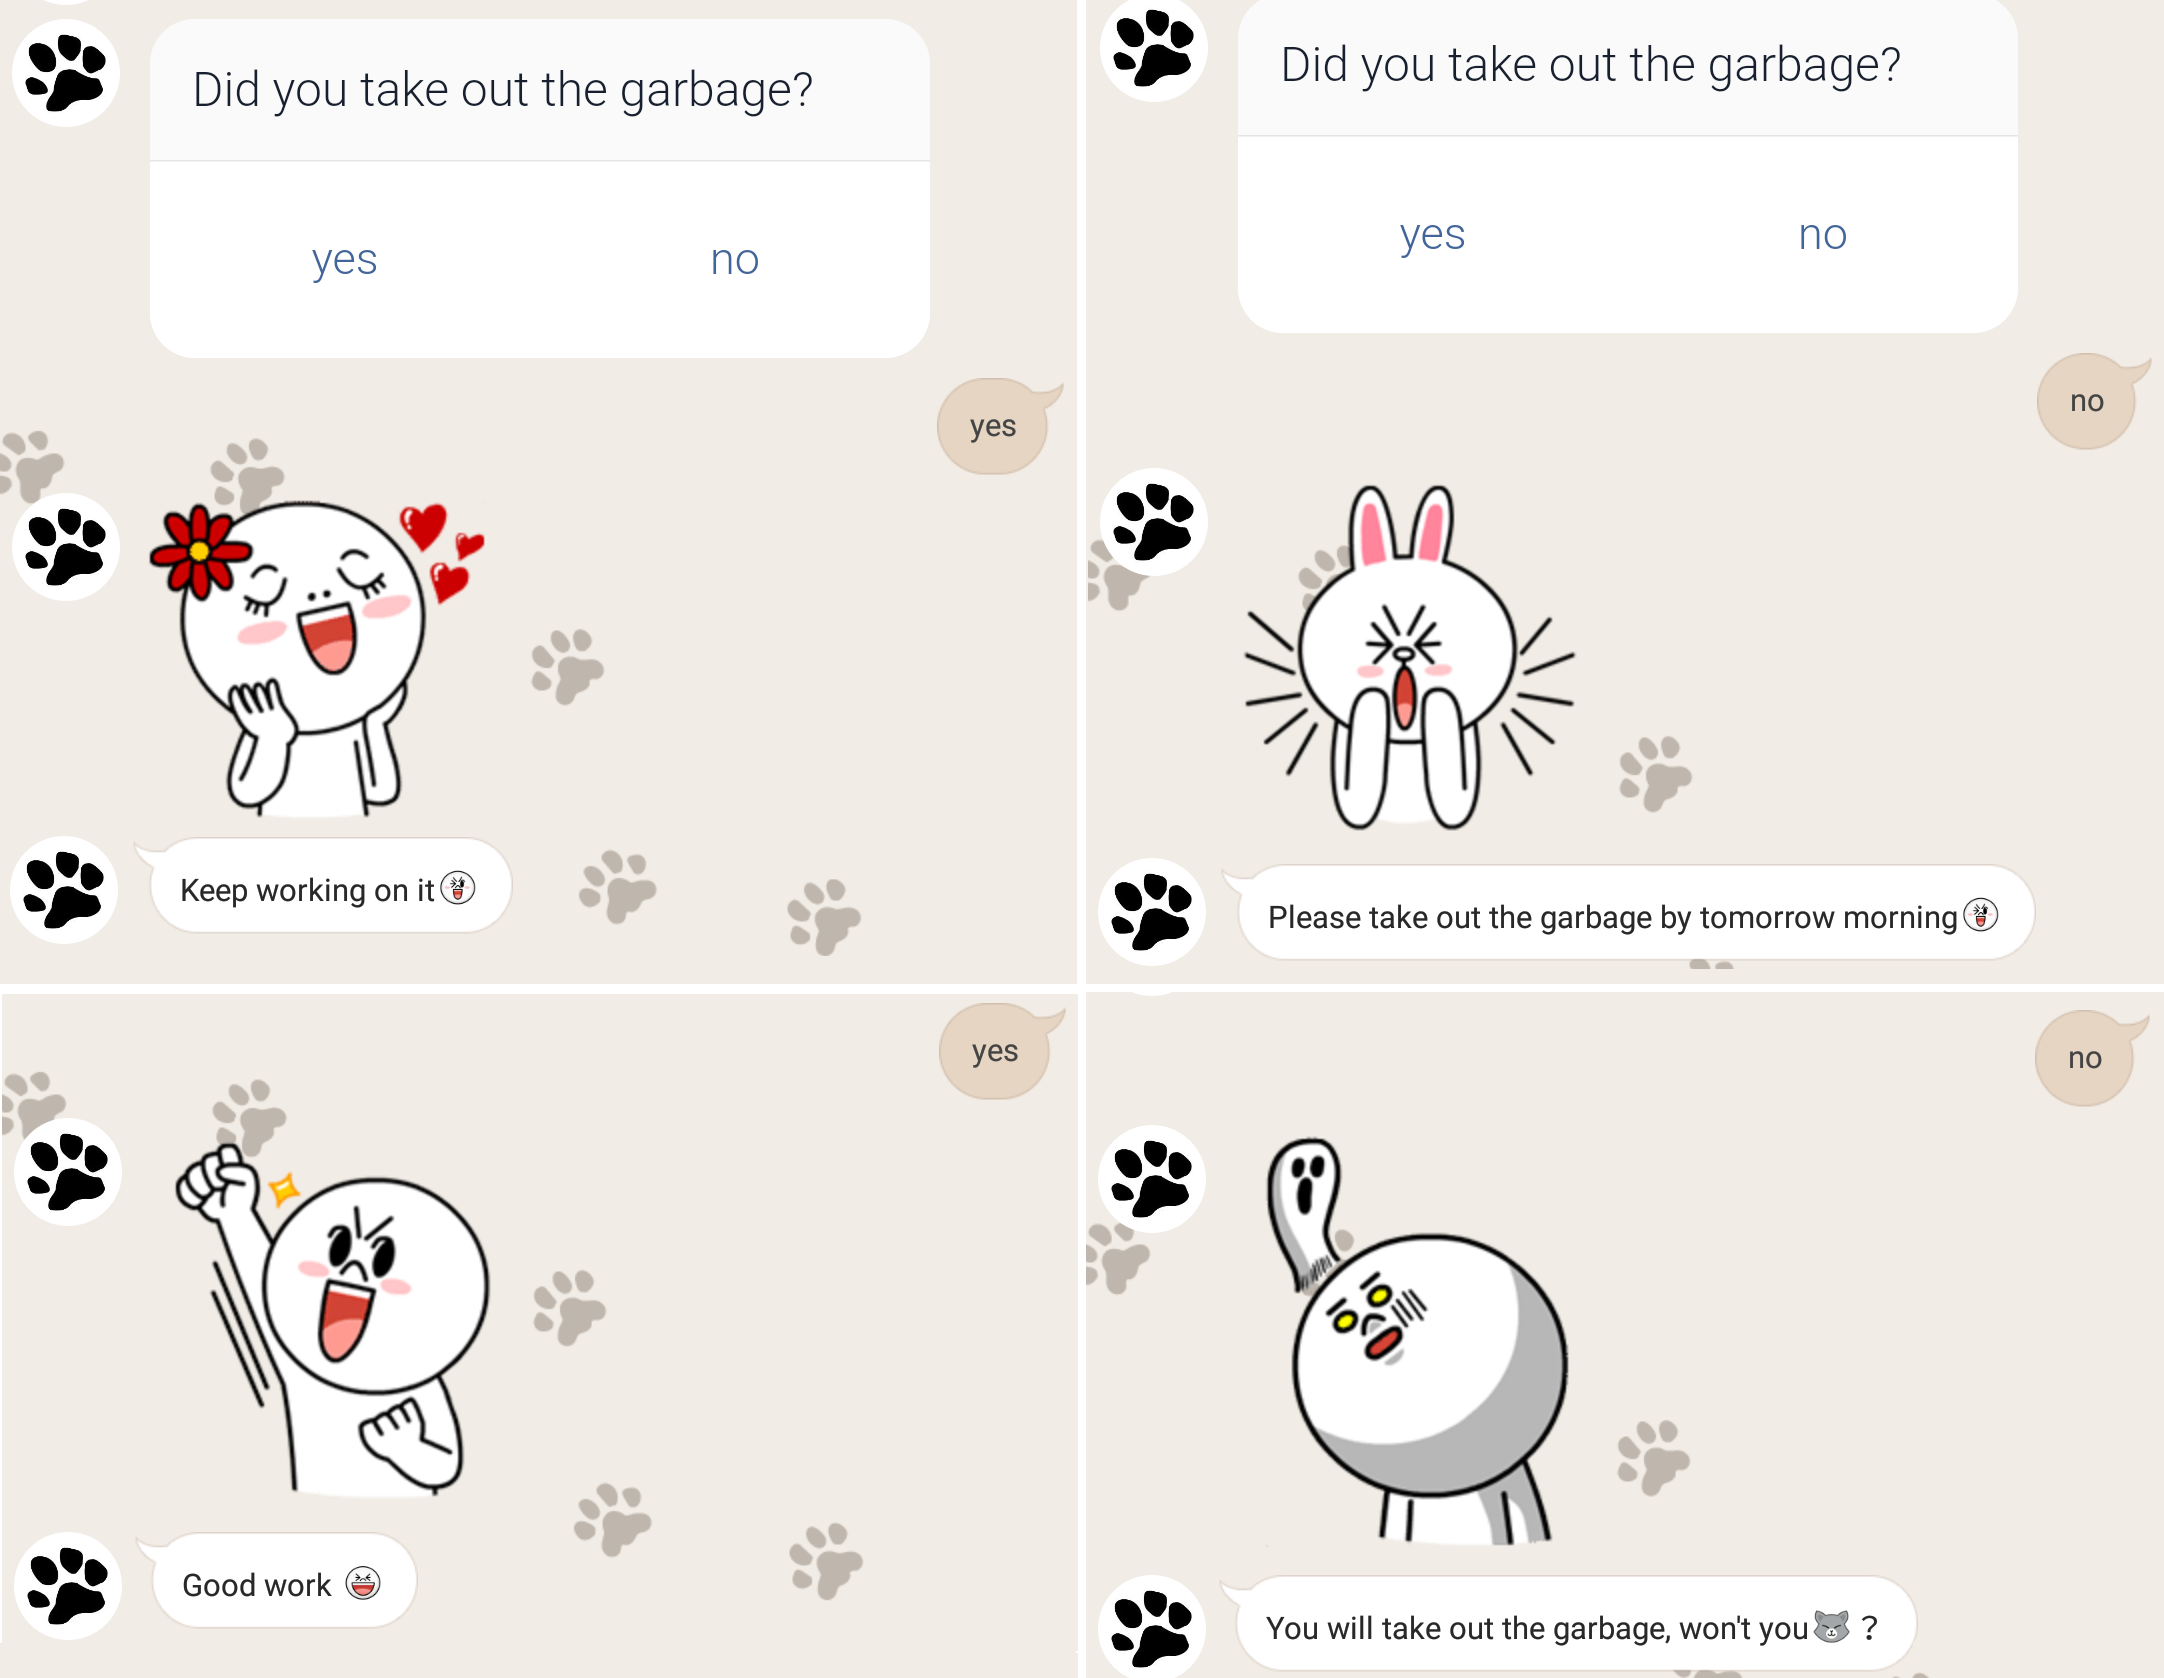 Did you take out the garbage?
yes no
yes
Keep working on it
Did you take out the garbage?
yes no
no
Please take out the garbage by tomorrow morning
yes
Good work
no
You will take out the garbage, won't you ?